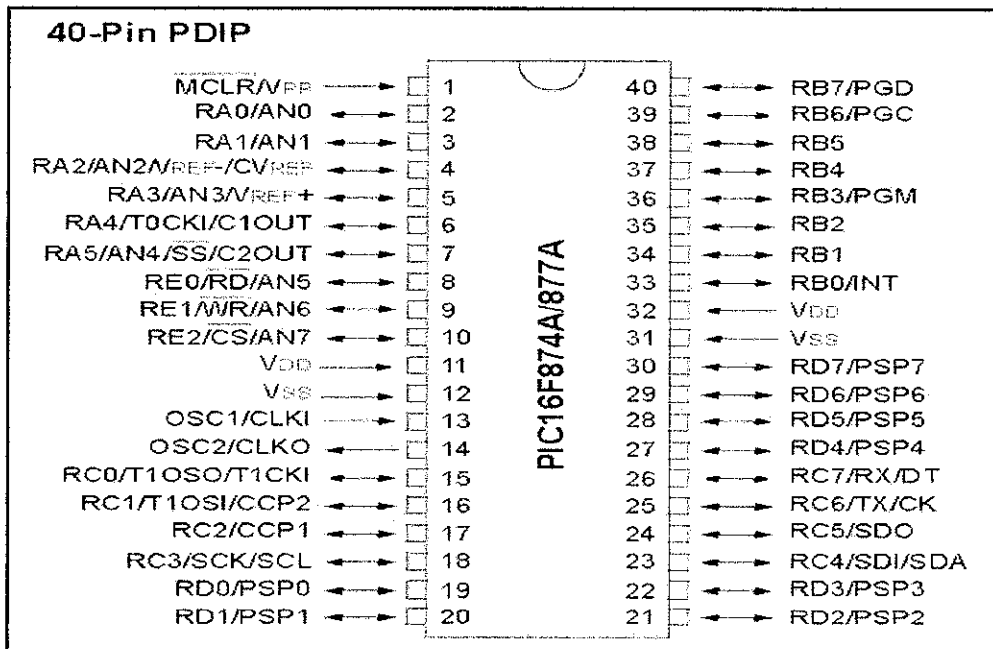 40-Pin PDIP
MCLR/VPP 1 40 RB7/PGD
RA0/AN0 2 39 RB6/PGC
RA1/AN1 3 38 RB5
RA2/AN2/VREF-/CVREF 4 37 RB4
RA3/AN3/VREF+ 5 36 RB3/PGM
RA4/T0CKI/C1OUT 6 35 RB2
RA5/AN4/SS/C2OUT 7 34 RB1
RE0/RD/AN5 8 33 RB0/INT
RE1/WR/AN6 9 32 VDD
RE2/CS/AN7 10 31 VSS
VDD 11 30 RD7/PSP7
VSS 12 29 RD6/PSP6
OSC1/CLKI 13 28 RD5/PSP5
OSC2/CLKO 14 27 RD4/PSP4
RC0/T1OSO/T1CKI 15 26 RC7/RX/DT
RC1/T1OSI/CCP2 16 25 RC6/TX/CK
RC2/CCP1 17 24 RC5/SDO
RC3/SCK/SCL 18 23 RC4/SDI/SDA
RD0/PSP0 19 22 RD3/PSP3
RD1/PSP1 20 21 RD2/PSP2
PIC16F874A/877A